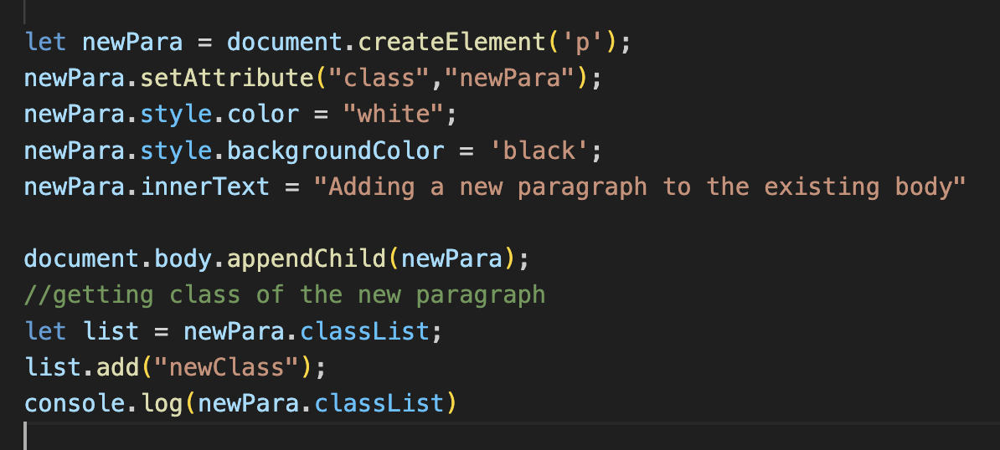 let newPara = document.createElement('p');
newPara.setAttribute("class","newPara");
newPara.style.color = "white";
newPara.style.backgroundColor = 'black';
newPara.innerText = "Adding a new paragraph to the existing body"
document.body.appendChild(newPara);
//getting class of the new paragraph
let list = newPara.classList;
list.add("newClass");
console.log(newPara.classList)